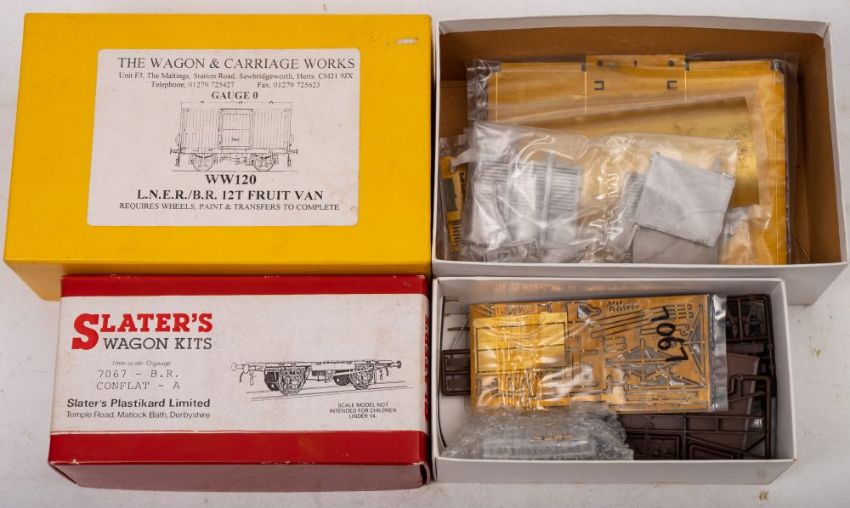 THE WAGON & CARRIAGE WORKS
Unit F3, The Maltings, Station Road, Sawbridgeworth, Herts. CM21 9JX
Telephone: 01279 725427 Fax. 01279 725623
GAUGE 0
WW120
L.N.E.R./B.R. 12T FRUIT VAN
REQUIRES WHEELS, PAINT & TRANSFERS TO COMPLETE
SLATER'S
WAGON KITS
7mm scale 'O' gauge
7067 - B.R.
CONFLAT - A
Slater's Plastikard Limited
Temple Road, Matlock Bath, Derbyshire
SCALE MODEL NOT
INTENDED FOR CHILDREN
UNDER 14.
7067